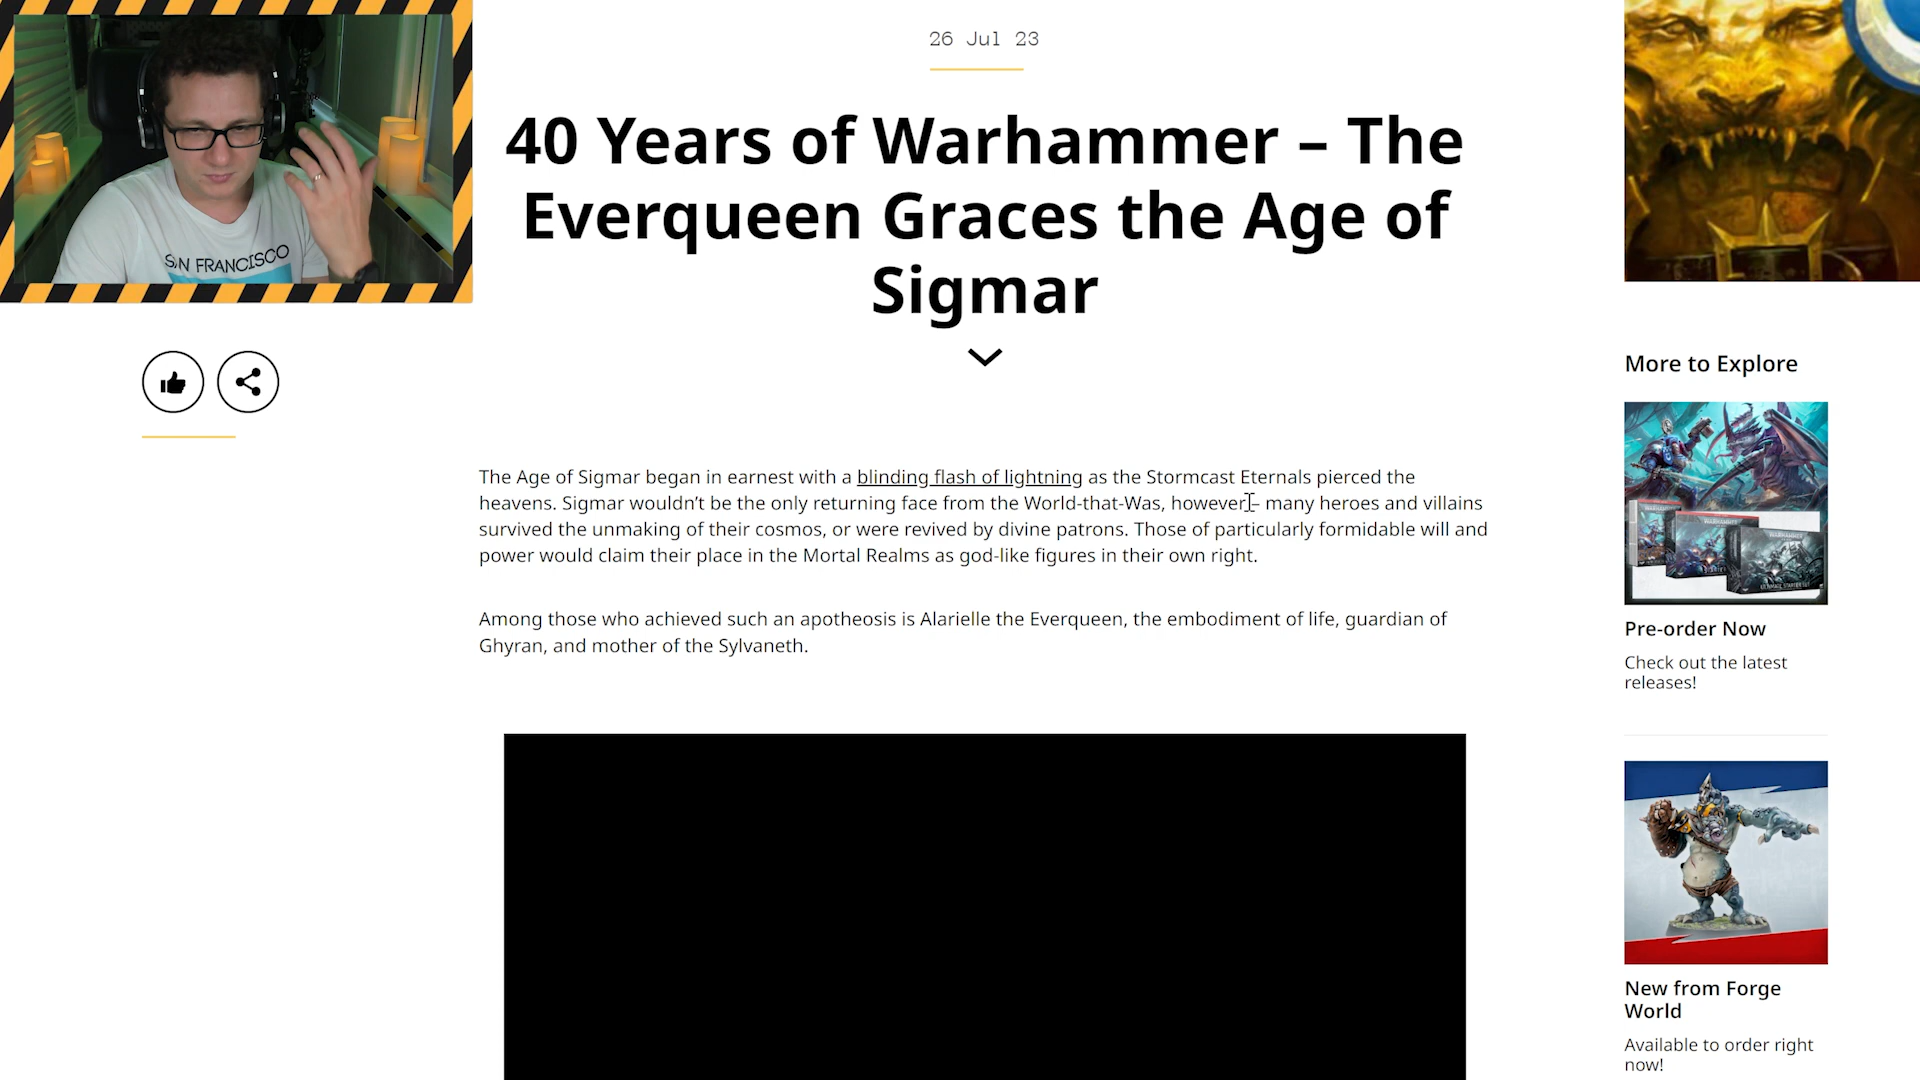 26 Jul 23
40 Years of Warhammer – The
Everqueen Graces the Age of
Sigmar
SAN FRANCISCO
The Age of Sigmar began in earnest with a blinding flash of lightning as the Stormcast Eternals pierced the
heavens. Sigmar wouldn’t be the only returning face from the World-that-Was, however – many heroes and villains
survived the unmaking of their cosmos, or were revived by divine patrons. Those of particularly formidable will and
power would claim their place in the Mortal Realms as god-like figures in their own right.
Among those who achieved such an apotheosis is Alarielle the Everqueen, the embodiment of life, guardian of
Ghyran, and mother of the Sylvaneth.
More to Explore
WARHAMMER
WARHAMMER
WARHAMMER
ULTIMATE STARTER SET
Pre-order Now
Check out the latest
releases!
New from Forge
World
Available to order right
now!